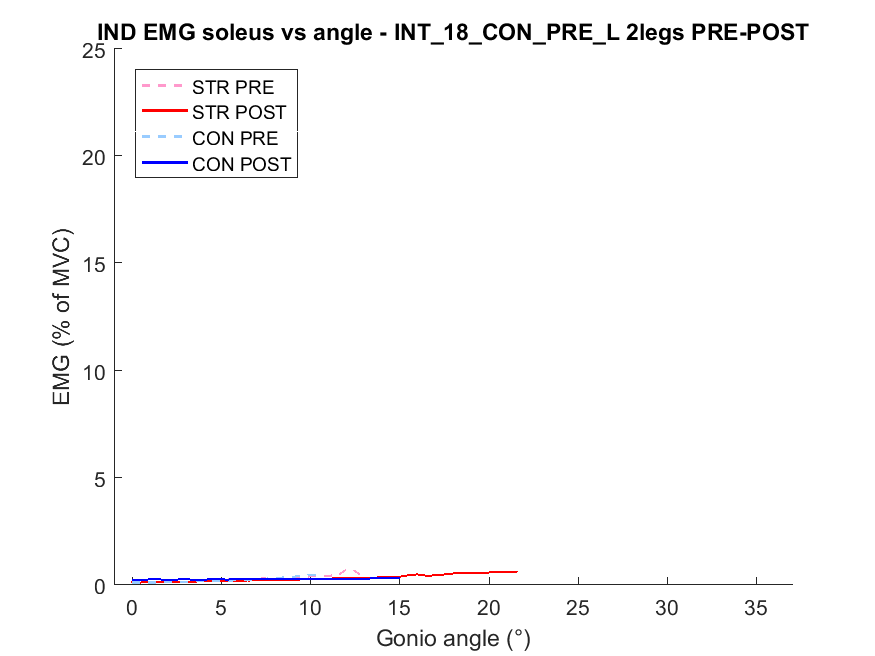 IND EMG soleus vs angle - INT_18_CON_PRE_L 2legs PRE-POST
25
20
15
10
5
0
EMG (% of MVC)
STR PRE
STR POST
CON PRE
CON POST
0 5 10 15 20 25 30 35
Gonio angle (°)